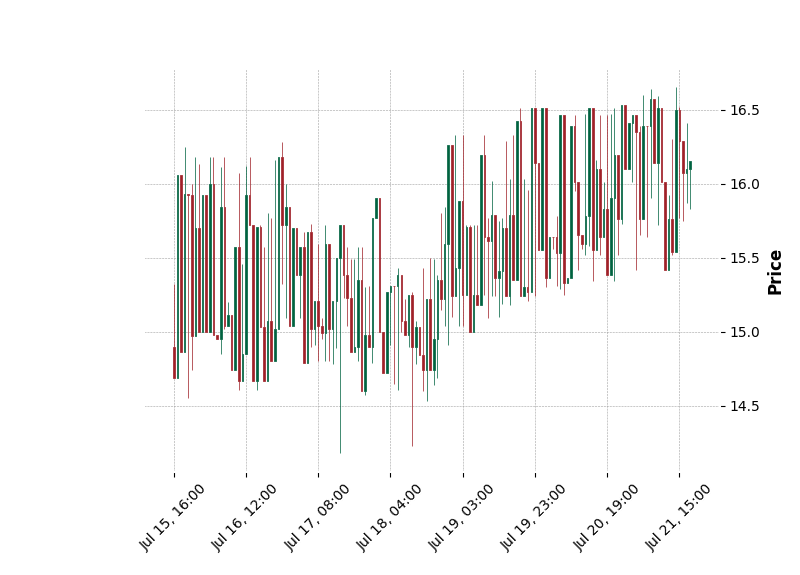 16.5
16.0
15.5
15.0
14.5
Price
Jul 15, 16:00
Jul 16, 12:00
Jul 17, 08:00
Jul 18, 04:00
Jul 19, 03:00
Jul 19, 23:00
Jul 20, 19:00
Jul 21, 15:00